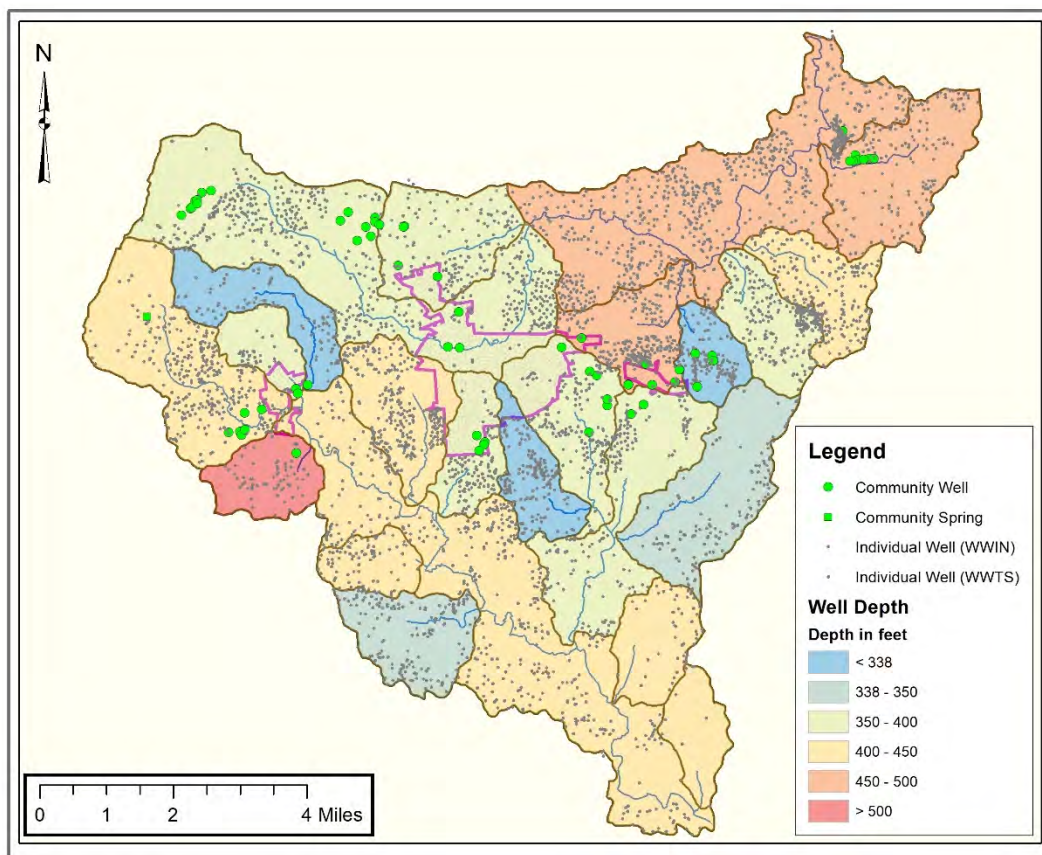 N
Legend
Community Well
Community Spring
Individual Well (WWIN)
Individual Well (WWTS)
Well Depth
Depth in feet
< 338
338 - 350
350 - 400
400 - 450
450 - 500
> 500
0 1 2 4 Miles